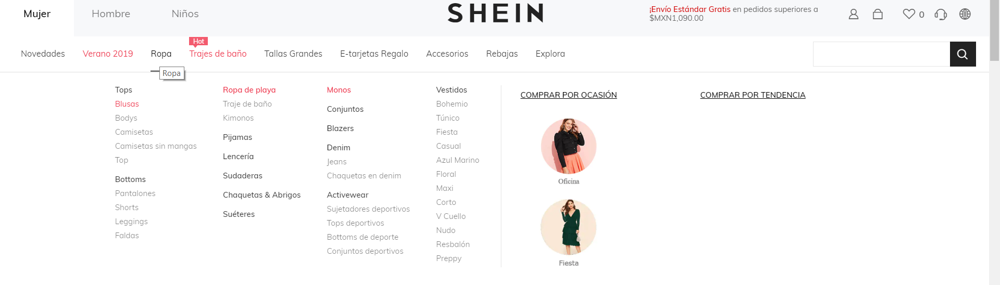 Mujer
Hombre
Niños
SHEIN
¡Envío Estándar Gratis en pedidos superiores a
$MXN1,090.00
0
Hot
Novedades
Verano 2019
Ropa
Trajes de baño
Tallas Grandes
E-tarjetas Regalo
Accesorios
Rebajas
Explora
Ropa
Tops
Blusas
Bodys
Camisetas
Camisetas sin mangas
Top
Bottoms
Pantalones
Shorts
Leggings
Faldas
Ropa de playa
Traje de baño
Kimonos
Pijamas
Lencería
Sudaderas
Chaquetas & Abrigos
Suéteres
Monos
Conjuntos
Blazers
Denim
Jeans
Chaquetas en denim
Activewear
Sujetadores deportivos
Tops deportivos
Bottoms de deporte
Conjuntos deportivos
Vestidos
Bohemio
Túnico
Fiesta
Casual
Azul Marino
Floral
Maxi
Corto
V Cuello
Nudo
Resbalón
Preppy
COMPRAR POR OCASIÓN
Oficina
Fiesta
COMPRAR POR TENDENCIA